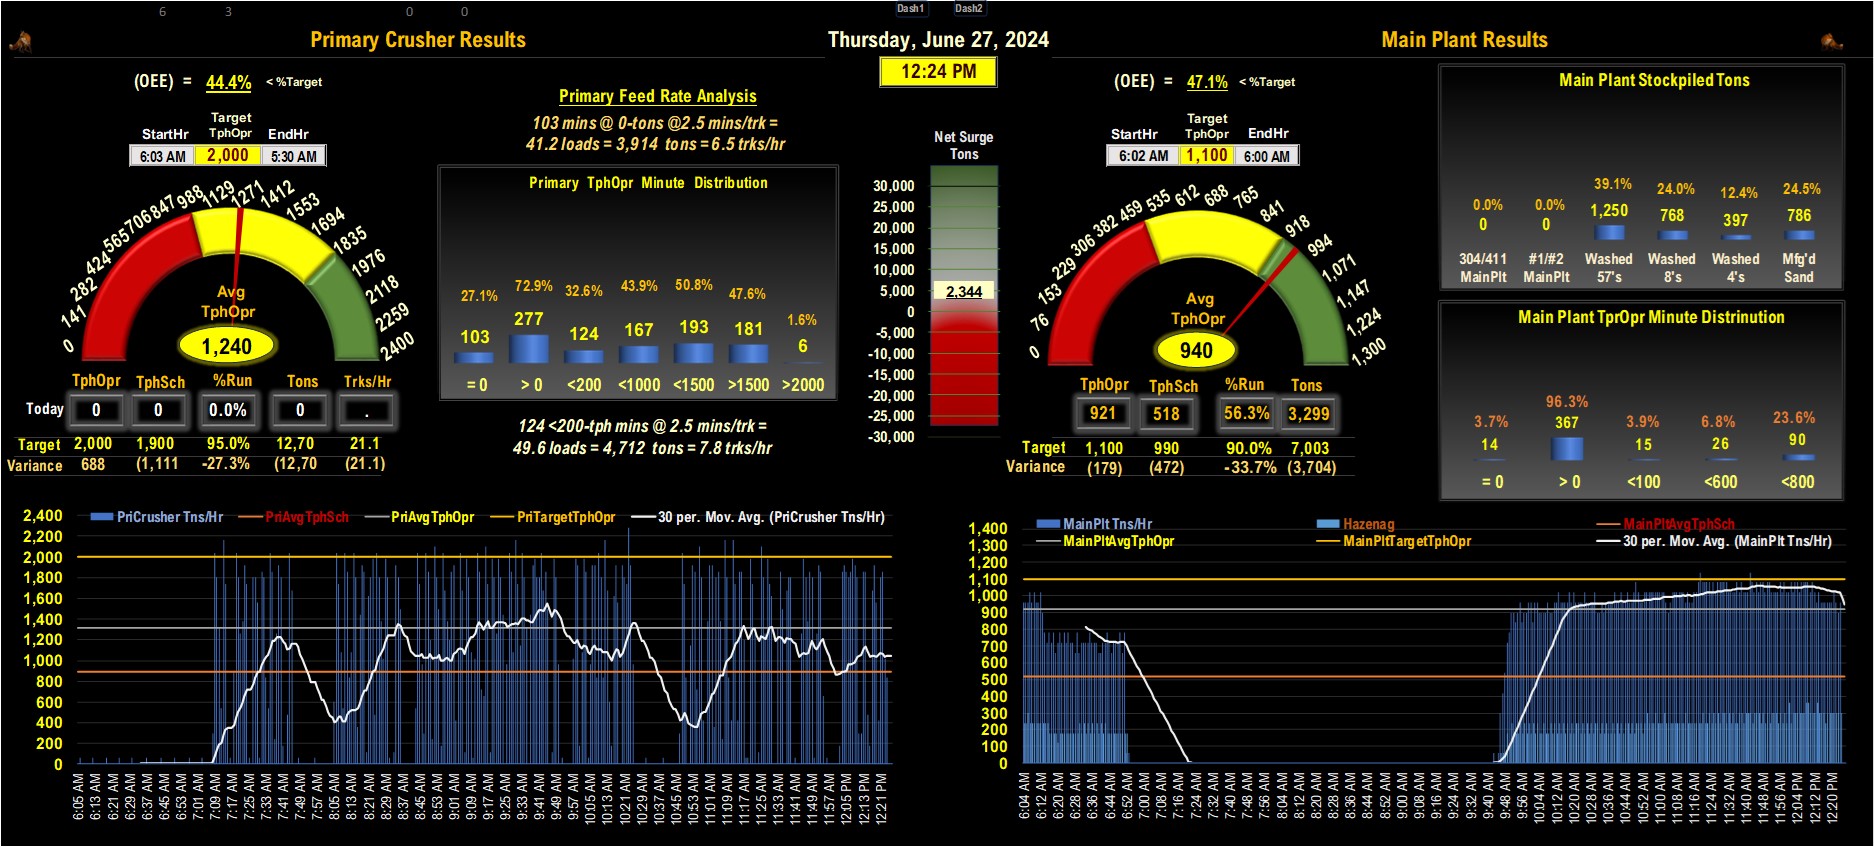 6 3 0 0 Dash1 Dash2
Primary Crusher Results
Thursday, June 27, 2024
Main Plant Results
12:24 PM
(OEE) = 44.4% < %Target
Target
StartHr TphOpr EndHr
6:03 AM 2,000 5:30 AM
0 141 282 424 565 706 847 988 1129 1271 1412 1553 1694 1835 1976 2118 2259 2400
Avg
TphOpr
1,240
TphOpr TphSch %Run Tons Trks/Hr
Today 0 0 0.0% 0 .
Target 2,000 1,900 95.0% 12,70 21.1
Variance 688 (1,111 -27.3% (12,70 (21.1)
Primary Feed Rate Analysis
103 mins @ 0-tons @2.5 mins/trk =
41.2 loads = 3,914 tons = 6.5 trks/hr
Primary TphOpr Minute Distribution
27.1% 72.9% 32.6% 43.9% 50.8% 47.6% 1.6%
103 277 124 167 193 181 6
= 0 > 0 <200 <1000 <1500 >1500 >2000
124 <200-tph mins @ 2.5 mins/trk =
49.6 loads = 4,712 tons = 7.8 trks/hr
Net Surge
Tons
30,000
25,000
20,000
15,000
10,000
5,000
2,344
0
-5,000
-10,000
-15,000
-20,000
-25,000
-30,000
(OEE) = 47.1% < %Target
Target
StartHr TphOpr EndHr
6:02 AM 1,100 6:00 AM
0 76 153 229 306 382 459 535 612 688 765 841 918 994 1,071 1,147 1,224 1,300
Avg
TphOpr
940
TphOpr TphSch %Run Tons
921 518 56.3% 3,299
Target 1,100 990 90.0% 7,003
Variance (179) (472) -33.7% (3,704)
Main Plant Stockpiled Tons
0.0% 0.0% 39.1% 24.0% 12.4% 24.5%
0 0 1,250 768 397 786
304/411 #1/#2 Washed Washed Washed Mfg'd
MainPlt MainPlt 57's 8's 4's Sand
Main Plant TprOpr Minute Distrinution
3.7% 96.3% 3.9% 6.8% 23.6%
14 367 15 26 90
= 0 > 0 <100 <600 <800
PriCrusher Tns/Hr PriAvgTphSch PriAvgTphOpr PriTargetTphOpr 30 per. Mov. Avg. (PriCrusher Tns/Hr)
2,400
2,200
2,000
1,800
1,600
1,400
1,200
1,000
800
600
400
200
0
6:05 AM 6:13 AM 6:21 AM 6:29 AM 6:37 AM 6:45 AM 6:53 AM 7:01 AM 7:09 AM 7:17 AM 7:25 AM 7:33 AM 7:41 AM 7:49 AM 7:57 AM 8:05 AM 8:13 AM 8:21 AM 8:29 AM 8:37 AM 8:45 AM 8:53 AM 9:01 AM 9:09 AM 9:17 AM 9:25 AM 9:33 AM 9:41 AM 9:49 AM 9:57 AM 10:05 AM 10:13 AM 10:21 AM 10:29 AM 10:37 AM 10:45 AM 10:53 AM 11:01 AM 11:09 AM 11:17 AM 11:25 AM 11:33 AM 11:41 AM 11:49 AM 11:57 AM 12:05 PM 12:13 PM 12:21 PM
MainPlt Tns/Hr Hazenag MainPltAvgTphSch
MainPltAvgTphOpr MainPltTargetTphOpr 30 per. Mov. Avg. (MainPlt Tns/Hr)
1,400
1,300
1,200
1,100
1,000
900
800
700
600
500
400
300
200
100
0
6:04 AM 6:12 AM 6:20 AM 6:28 AM 6:36 AM 6:44 AM 6:52 AM 7:00 AM 7:08 AM 7:16 AM 7:24 AM 7:32 AM 7:40 AM 7:48 AM 7:56 AM 8:04 AM 8:12 AM 8:20 AM 8:28 AM 8:36 AM 8:44 AM 8:52 AM 9:00 AM 9:08 AM 9:16 AM 9:24 AM 9:32 AM 9:40 AM 9:48 AM 9:56 AM 10:04 AM 10:12 AM 10:20 AM 10:28 AM 10:36 AM 10:44 AM 10:52 AM 11:00 AM 11:08 AM 11:16 AM 11:24 AM 11:32 AM 11:40 AM 11:48 AM 11:56 AM 12:04 PM 12:12 PM 12:20 PM